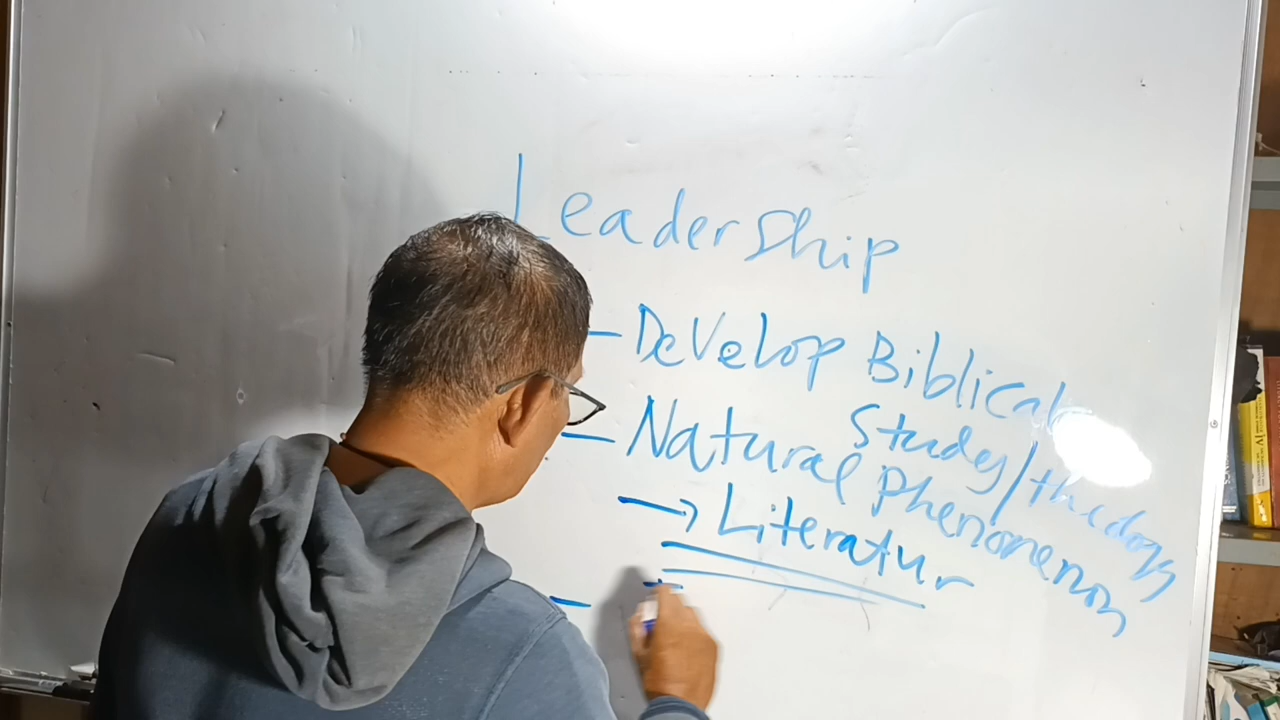 Leadership
- Develop Biblical
Study/theology
- Natural Phenomenon
→ Literatur
-